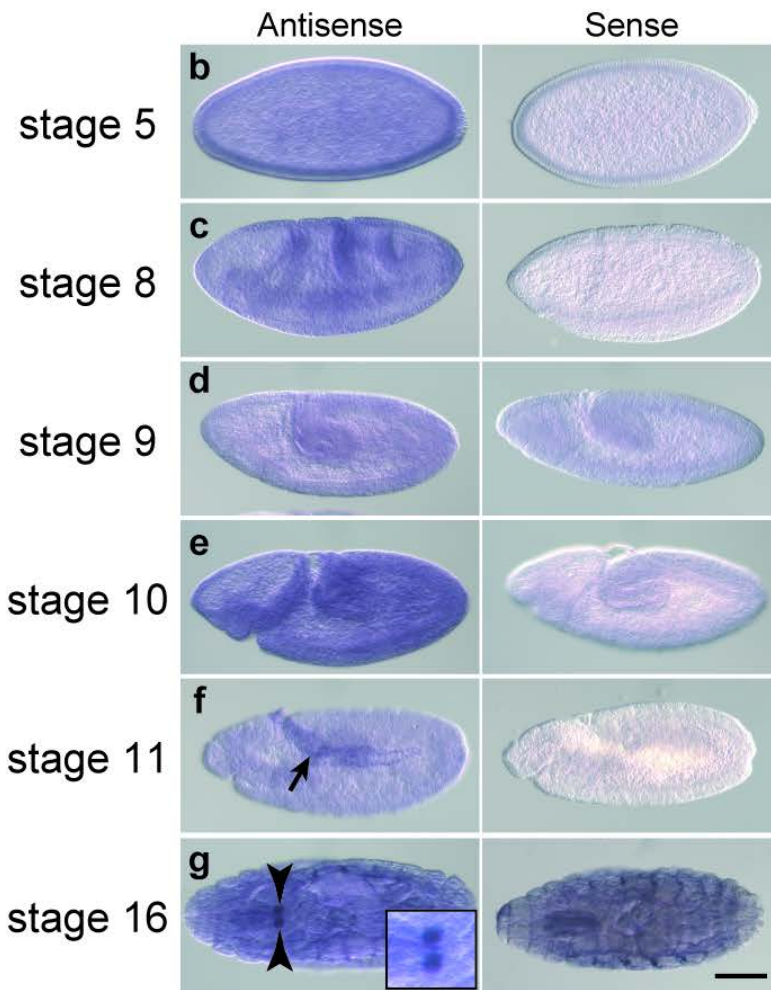 Antisense Sense
stage 5 b
stage 8 c
stage 9 d
stage 10 e
stage 11 f
stage 16 g